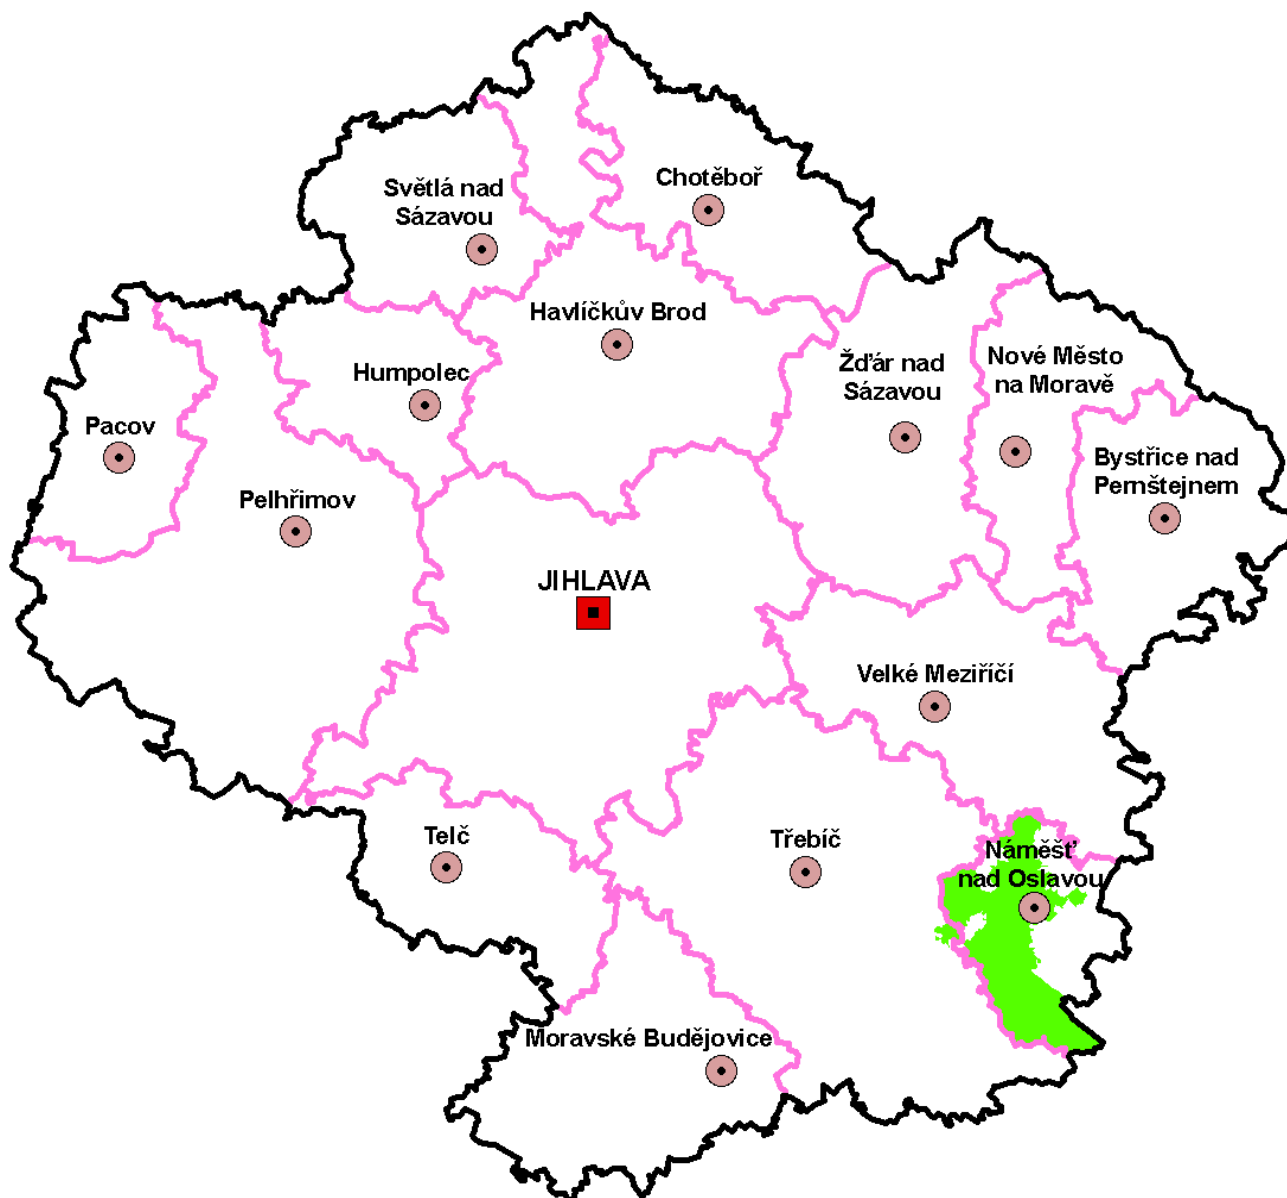 Chotěboř
Světlá nad
Sázavou
Havlíčkův Brod
Humpolec
Žďár nad
Sázavou
Nové Město
na Moravě
Pacov
Bystřice nad
Pernštejnem
Pelhřimov
JIHLAVA
Velké Meziříčí
Telč
Třebíč
Náměšť
nad Oslavou
Moravské Budějovice